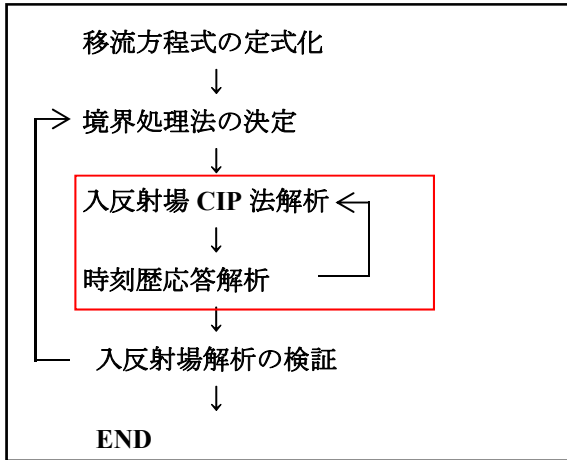 移流方程式の定式化
↓
境界処理法の決定
↓
入反射場 CIP 法解析
↓
時刻歴応答解析
↓
入反射場解析の検証
↓
END